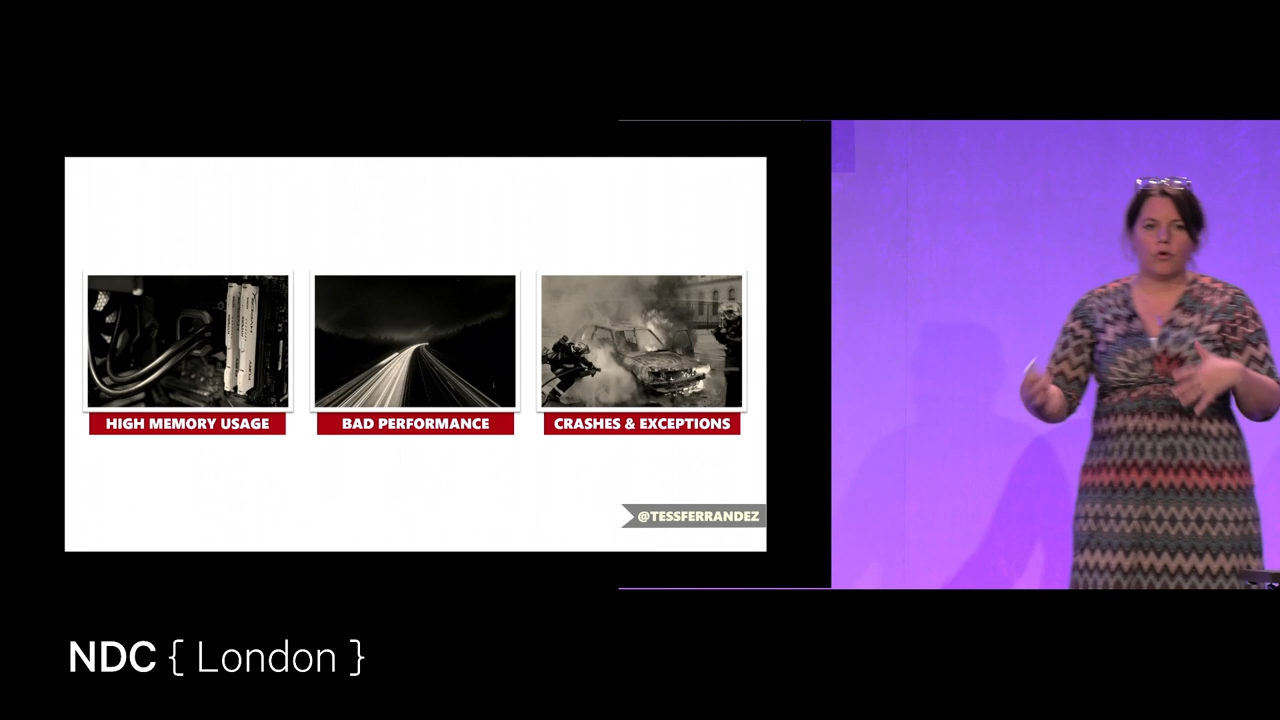 HIGH MEMORY USAGE
BAD PERFORMANCE
CRASHES & EXCEPTIONS
@TESSFERRANDEZ
NDC { London }